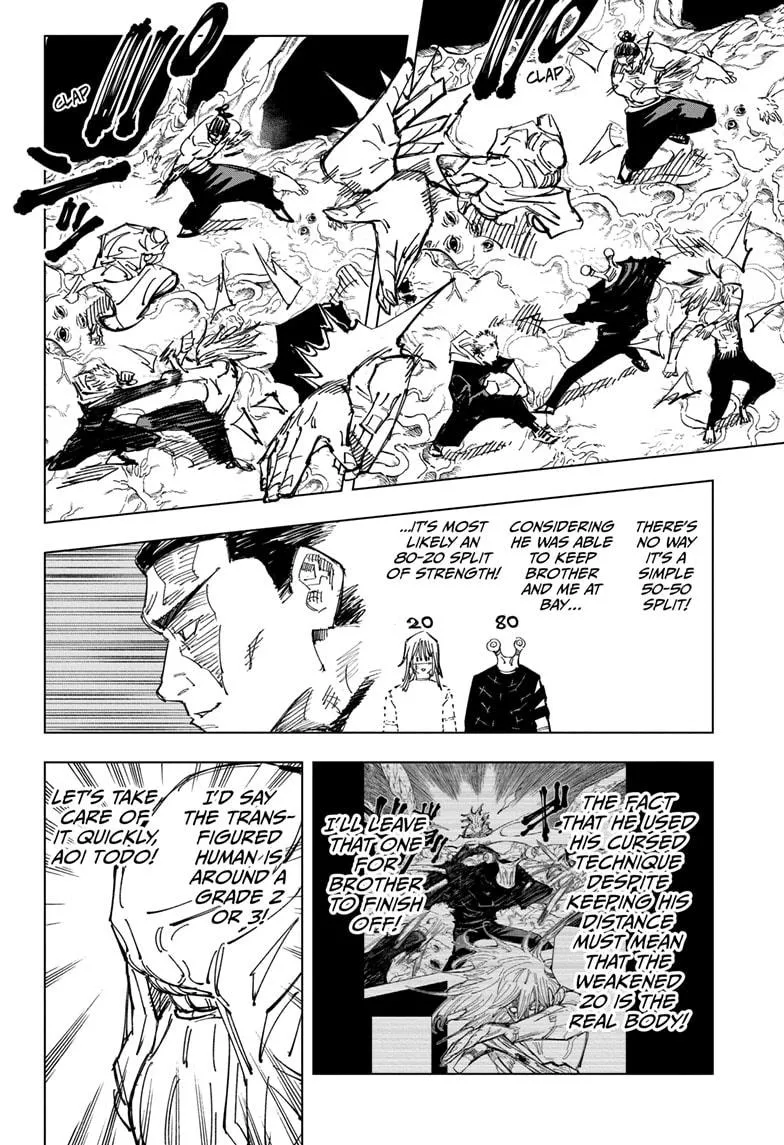 CLAP
CLAP
THERE'S
NO WAY
IT'S A
SIMPLE
50-50
SPLIT!
CONSIDERING
HE WAS ABLE
TO KEEP
BROTHER
AND ME AT
BAY...
...IT'S MOST
LIKELY AN
80-20 SPLIT
OF STRENGTH!
80
20
THE FACT
THAT HE USED
HIS CURSED
TECHNIQUE
DESPITE
KEEPING HIS
DISTANCE
MUST MEAN
THAT THE
WEAKENED
20 IS THE
REAL BODY!
I'LL LEAVE
THAT ONE
FOR
BROTHER
TO FINISH
OFF!
I'D SAY
THE TRANS-
FIGURED
HUMAN IS
AROUND A
GRADE 2
OR 3!
LET'S TAKE
CARE OF
IT QUICKLY,
AOI TODO!